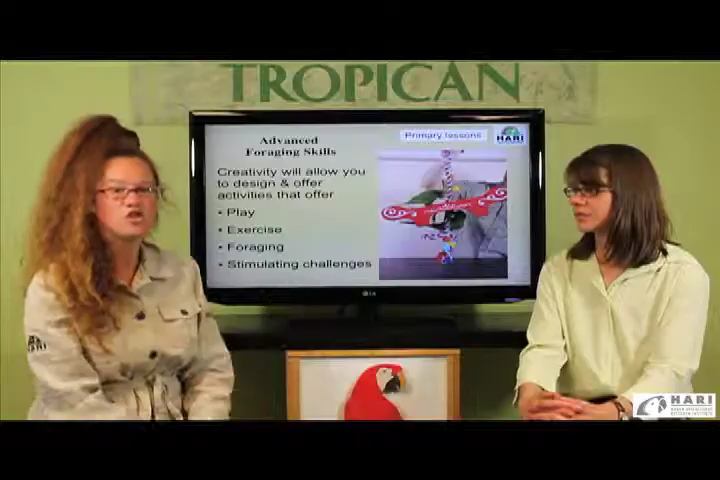 TROPICAN
Advanced
Foraging Skills
Primary lessons
HARI
Creativity will allow you
to design & offer
activities that offer
• Play
• Exercise
• Foraging
• Stimulating challenges
LG
HARI
HARI